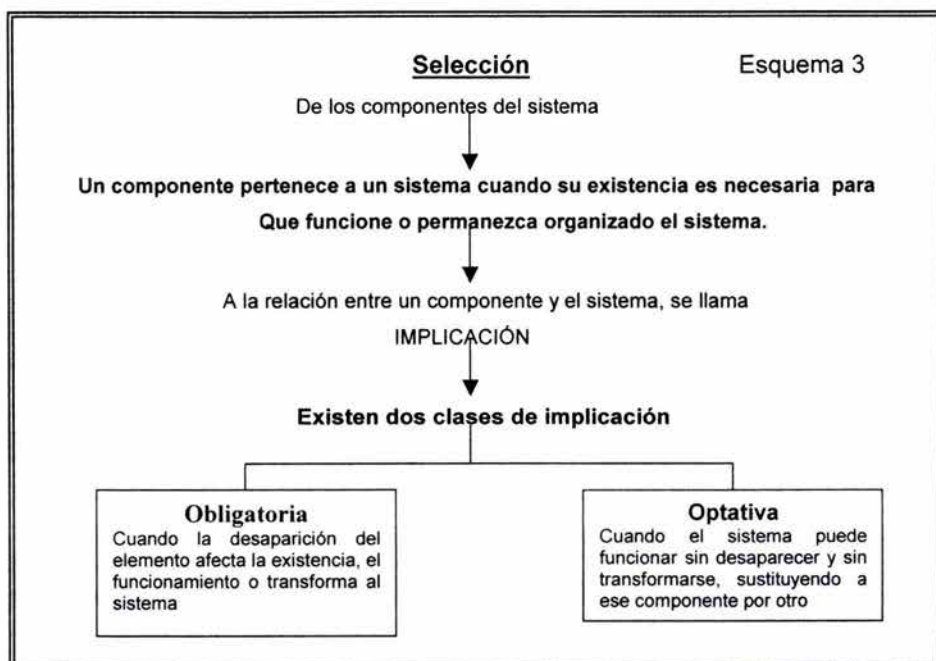 Selección
Esquema 3
De los componentes del sistema
Un componente pertenece a un sistema cuando su existencia es necesaria para
Que funcione o permanezca organizado el sistema.
A la relación entre un componente y el sistema, se llama
IMPLICACIÓN
Existen dos clases de implicación
Obligatoria
Cuando la desaparición del
elemento afecta la existencia, el
funcionamiento o transforma al
sistema
Optativa
Cuando el sistema puede
funcionar sin desaparecer y sin
transformarse, sustituyendo a
ese componente por otro